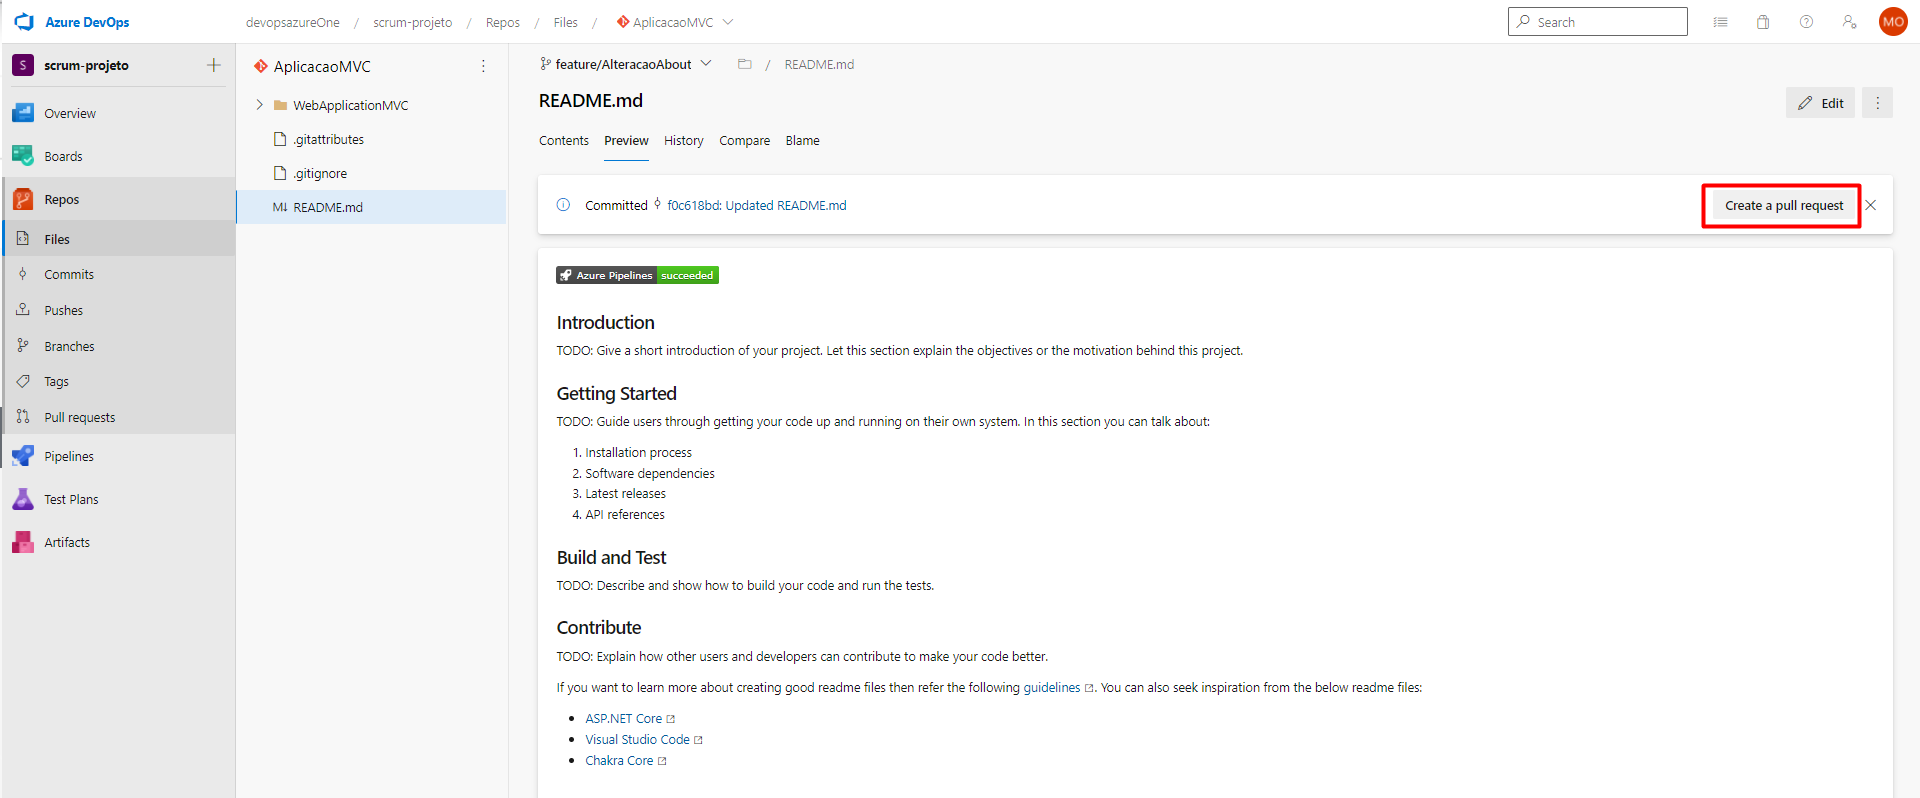 Azure DevOps
devopsazureOne / scrum-projeto / Repos / Files / AplicacaoMVC
Search
MO
S scrum-projeto
Overview
Boards
Repos
Files
Commits
Pushes
Branches
Tags
Pull requests
Pipelines
Test Plans
Artifacts
AplicacaoMVC
WebApplicationMVC
.gitattributes
.gitignore
M↓ README.md
feature/AlteracaoAbout / README.md
README.md
Edit
Contents Preview History Compare Blame
Committed f0c618bd: Updated README.md
Create a pull request
Azure Pipelines succeeded
Introduction
TODO: Give a short introduction of your project. Let this section explain the objectives or the motivation behind this project.
Getting Started
TODO: Guide users through getting your code up and running on their own system. In this section you can talk about:
1. Installation process
2. Software dependencies
3. Latest releases
4. API references
Build and Test
TODO: Describe and show how to build your code and run the tests.
Contribute
TODO: Explain how other users and developers can contribute to make your code better.
If you want to learn more about creating good readme files then refer the following guidelines. You can also seek inspiration from the below readme files:
• ASP.NET Core
• Visual Studio Code
• Chakra Core